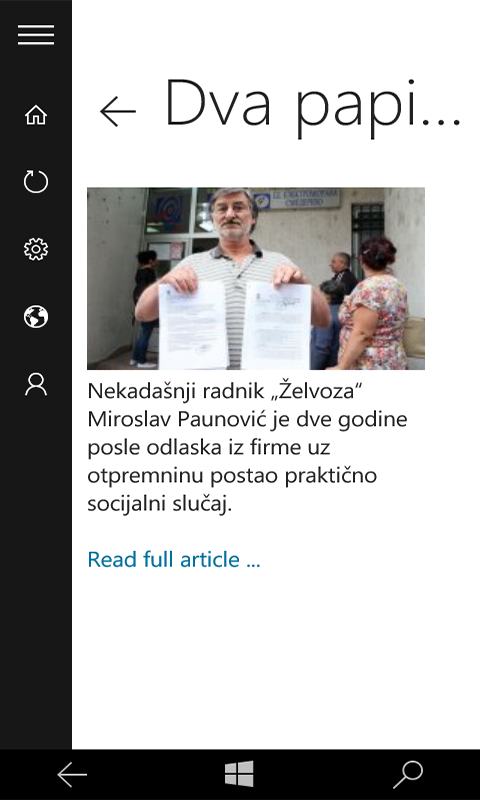 Dva papi...
Nekadašnji radnik „Želvoza“
Miroslav Paunović je dve godine
posle odlaska iz firme uz
otpremninu postao praktično
socijalni slučaj.
Read full article ...